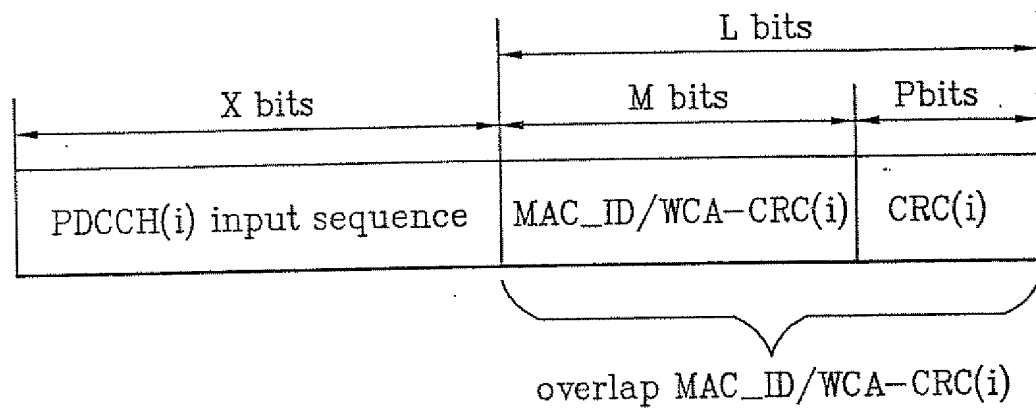 L bits
X bits
M bits
Pbits
PDCCH(i) input sequence
MAC_ID/WCA-CRC(i)
CRC(i)
overlap MAC_ID/WCA-CRC(i)